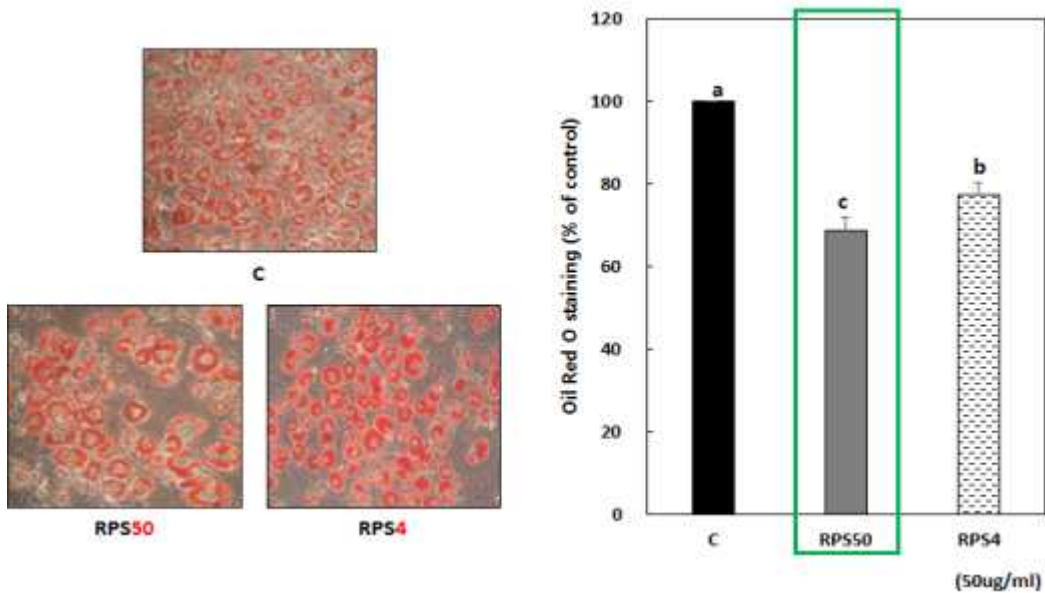 C
RPS50
RPS4
Oil Red O staining (% of control)
120
100
80
60
40
20
0
a
c
b
C
RPS50
RPS4
(50ug/ml)